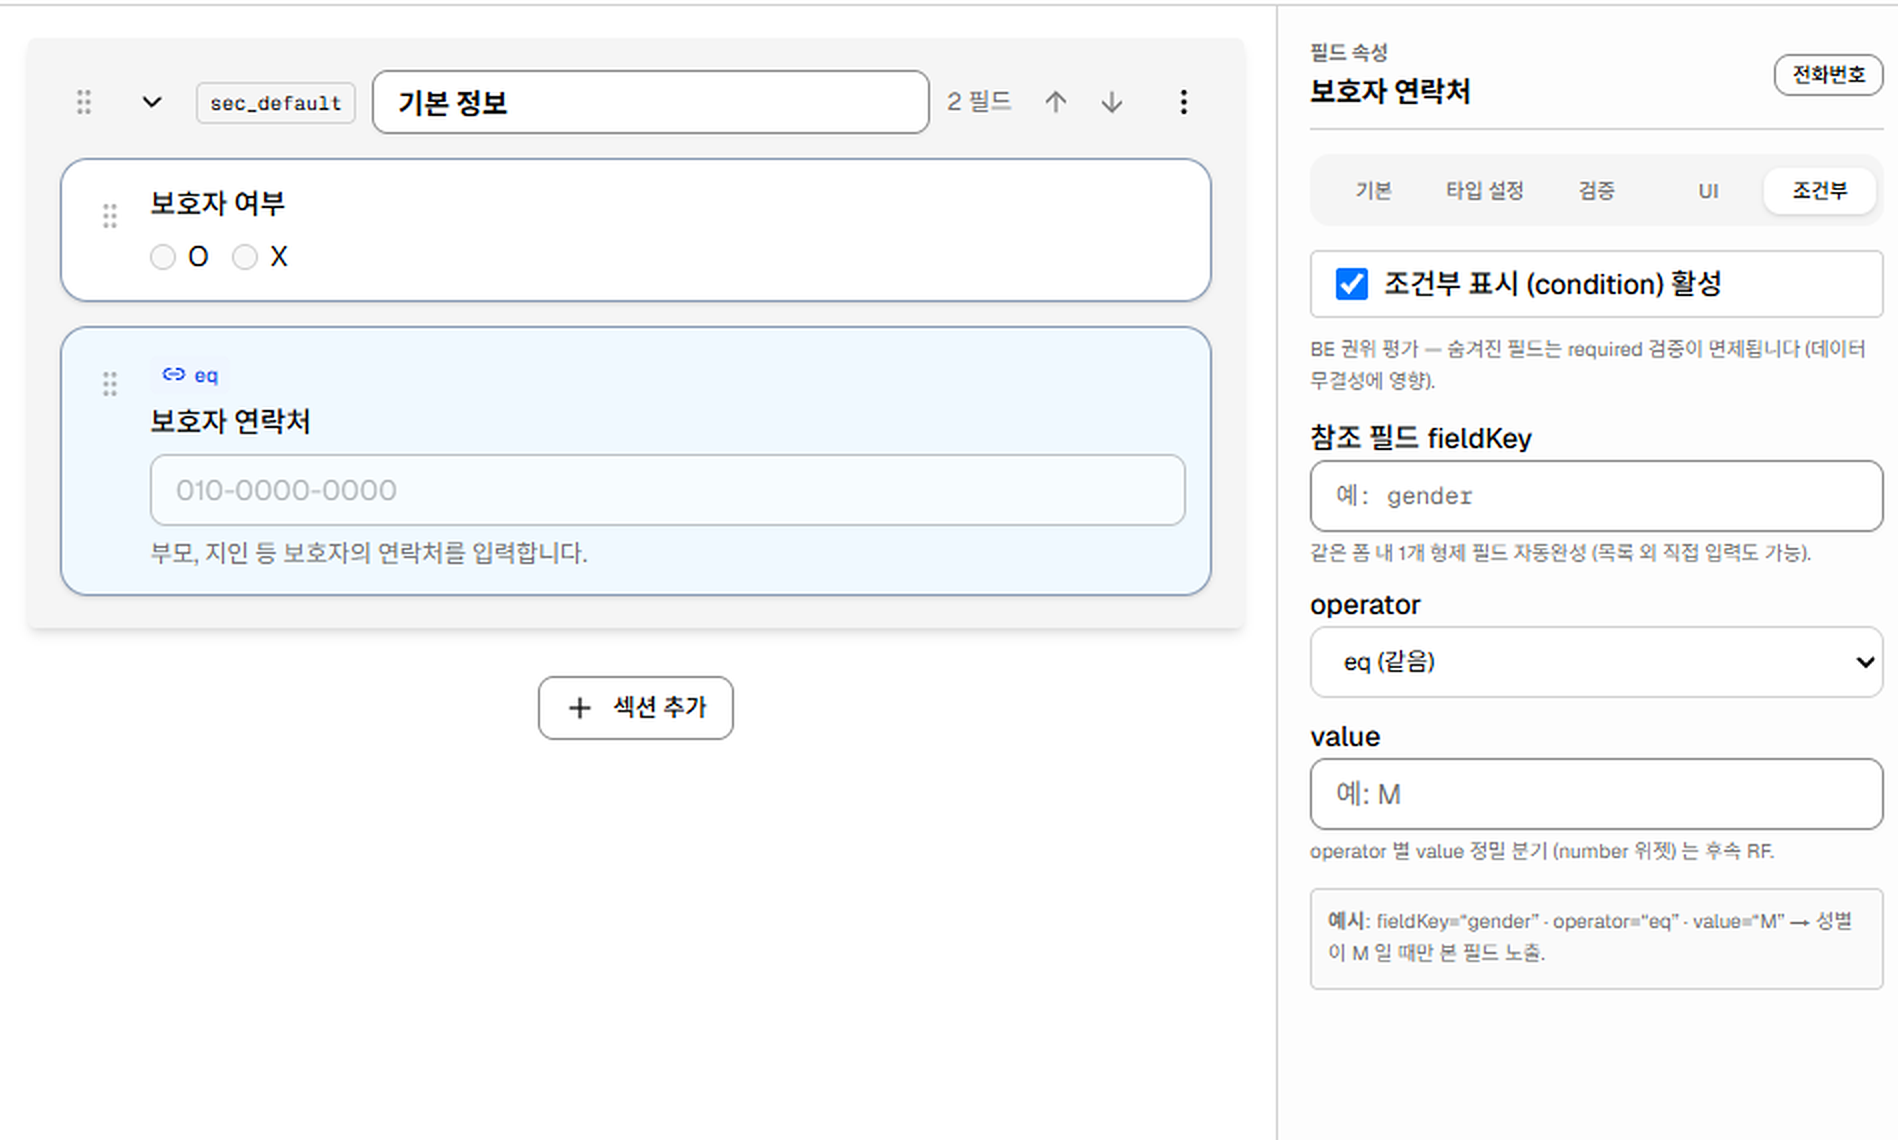 sec_default
기본 정보
2 필드
보호자 여부
O X
eq
보호자 연락처
010-0000-0000
부모, 지인 등 보호자의 연락처를 입력합니다.
섹션 추가
필드 속성
보호자 연락처
전화번호
기본 타입 설정 검증 UI 조건부
조건부 표시 (condition) 활성
BE 권위 평가 — 숨겨진 필드는 required 검증이 면제됩니다 (데이터
무결성에 영향).
참조 필드 fieldKey
예: gender
같은 폼 내 1개 형제 필드 자동완성 (목록 외 직접 입력도 가능).
operator
eq (같음)
value
예: M
operator 별 value 정밀 분기 (number 위젯) 는 후속 RF.
예시: fieldKey=“gender” · operator=“eq” · value=“M” → 성별
이 M 일 때만 본 필드 노출.